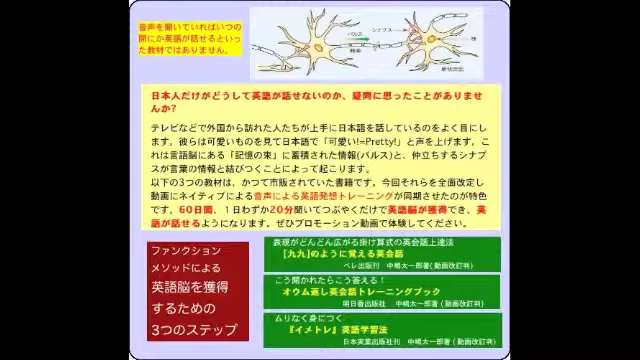 音声を聞いていればいつの
間にか英語が話せるといっ
た教材ではありません。
パルス
シナプス
軸索
核
樹状突起
日本人だけがどうして英語が話せないのか、疑問に思ったことがありませ
んか?
テレビなどで外国から訪れた人たちが上手に日本語を話しているのをよく目にし
ます。彼らは可愛いものを見て日本語で「可愛い!=Pretty!」と声を上げます。こ
れは言語脳にある「記憶の束」に蓄積された情報(パルス)と、仲立ちするシナプ
スが言葉の情報と結びつくことによって起こります。
以下の3つの教材は、かつて市販されていた書籍です。今回それらを全面改定し
動画にネイティブによる音声による英語発想トレーニングが同期させたのが特色
です。60日間、1日わずか20分聞いてつぶやくだけで英語脳が獲得でき、英
語が話せるようになります。ぜひプロモーション動画で体験してください。
ファンクション
メソッドによる
英語脳を獲得
するための
3つのステップ
表現がどんどん広がる掛け算式の英会話上達法
[九九]のように覚える英会話
ベレ出版刊 中嶋太一郎著(動画改訂判)
こう聞かれたらこう答える!
オウム返し英会話トレーニングブック
明日香出版社 中嶋太一郎著(動画改訂判)
ムリなく身につく
『イメトレ』英語学習法
日本実業出版社刊 中嶋太一郎著(動画改訂判)